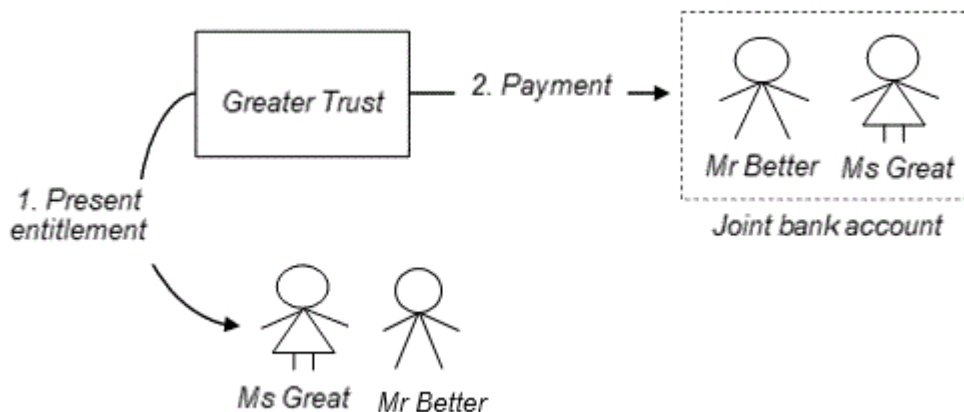 Greater Trust
2. Payment
Mr Better
Ms Great
Joint bank account
1. Present
entitlement
Ms Great
Mr Better